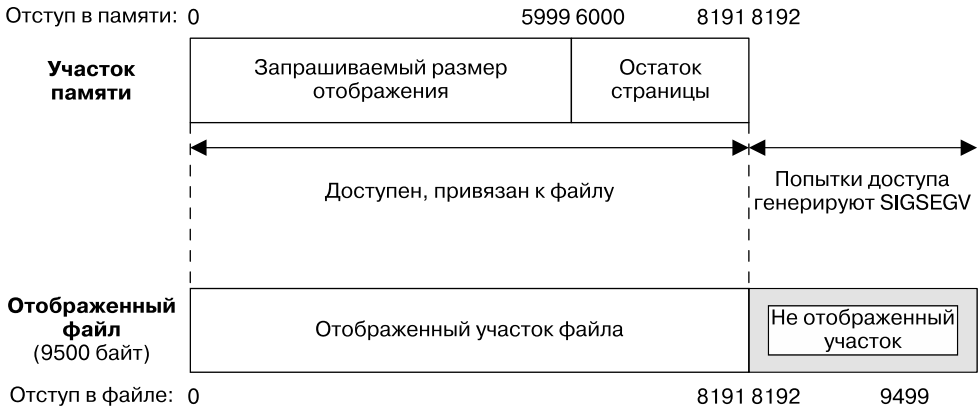 Отступ в памяти: 0 5999 6000 8191 8192
Участок
памяти
Запрашиваемый размер
отображения
Остаток
страницы
Доступен, привязан к файлу
Попытки доступа
генерируют SIGSEGV
Отображенный
файл
(9500 байт)
Отображенный участок файла
Не отображенный
участок
Отступ в файле: 0 8191 8192 9499